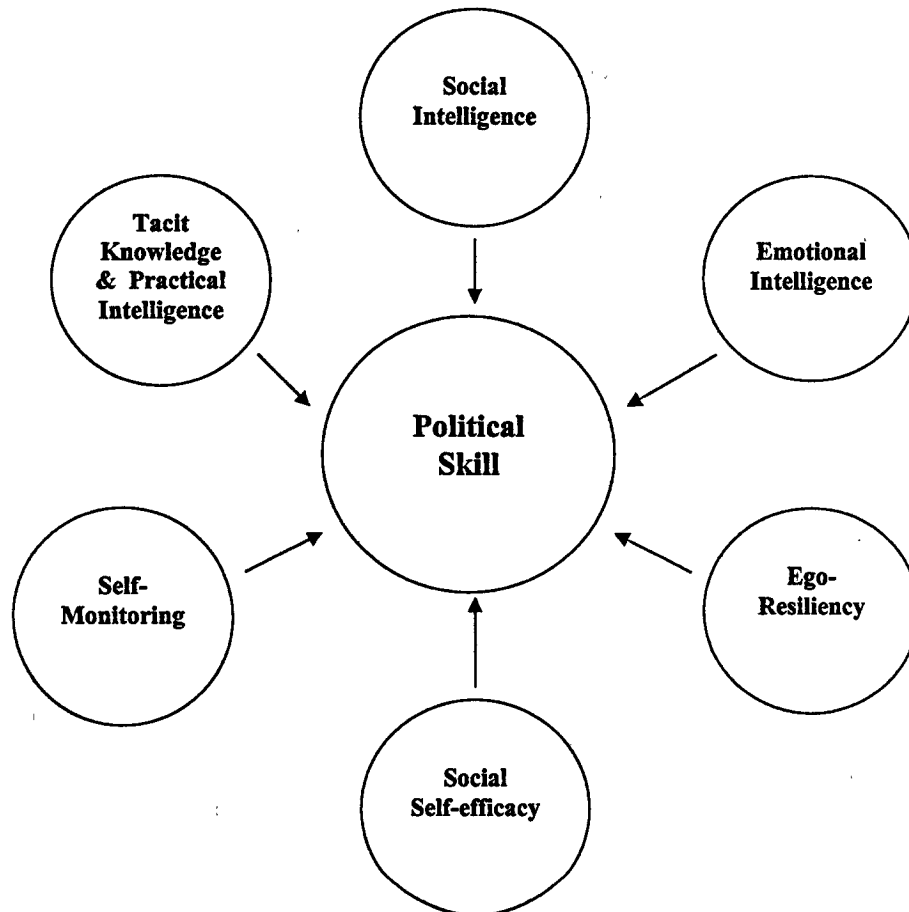 Social
Intelligence
Tacit
Knowledge
& Practical
Intelligence
Emotional
Intelligence
Political
Skill
Self-
Monitoring
Ego-
Resiliency
Social
Self-efficacy